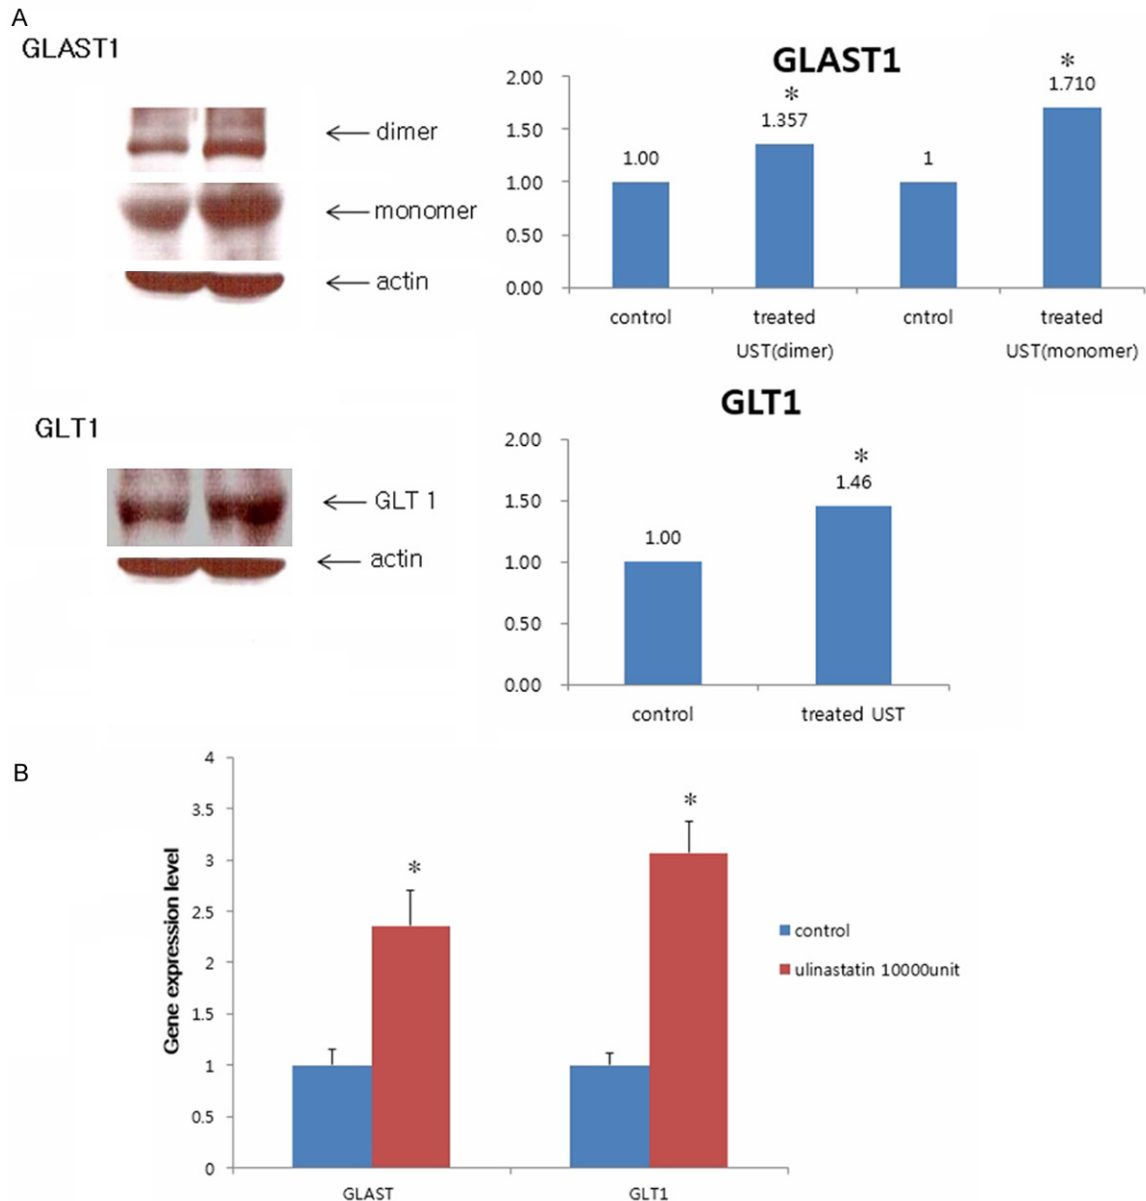 A
GLAST1
dimer
monomer
actin
GLAST1
2.00
1.50
1.00
0.50
0.00
1.00
*
1.357
1
*
1.710
control
treated
UST(dimer)
cntrol
treated
UST(monomer)
GLT1
GLT 1
actin
GLT1
2.00
1.50
1.00
0.50
0.00
1.00
*
1.46
control
treated UST
B
Gene expression level
4
3.5
3
2.5
2
1.5
1
0.5
0
*
*
GLAST
GLT1
control
ulinastatin 10000unit